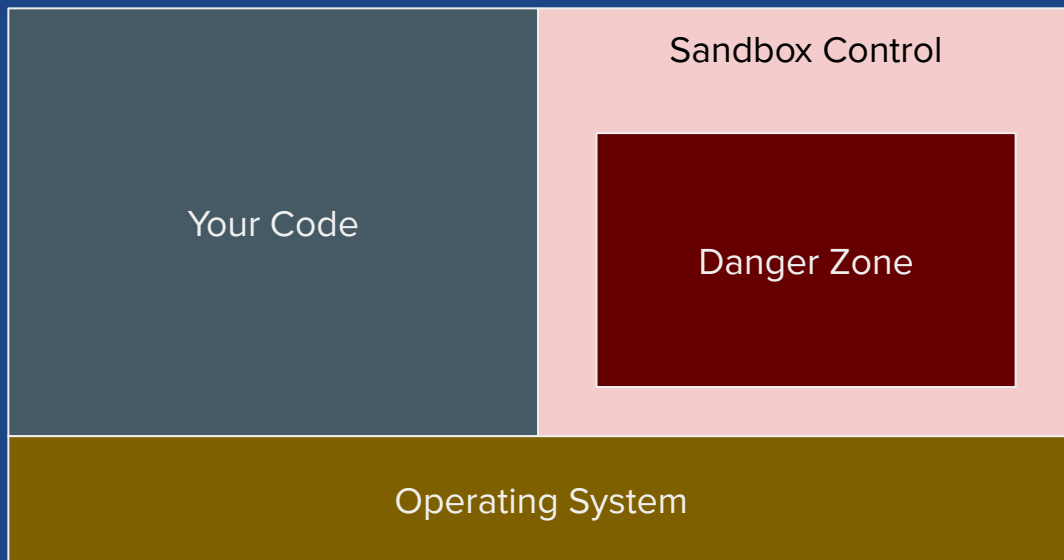 Sandbox Control
Your Code
Danger Zone
Operating System